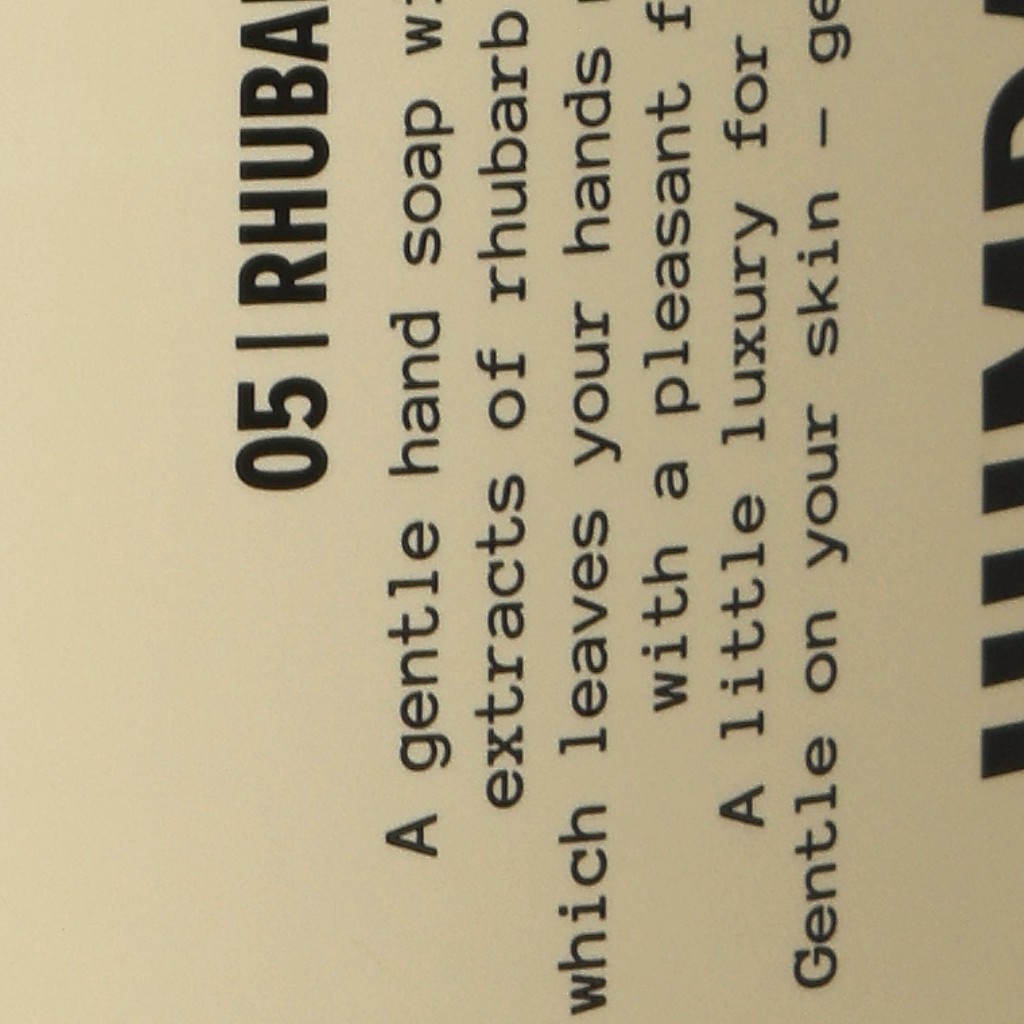 05 | RHUBA
A gentle hand soap
extracts of rhubarb
which leaves your hands
with a pleasant
A little luxury for
Gentle on your skin – ge